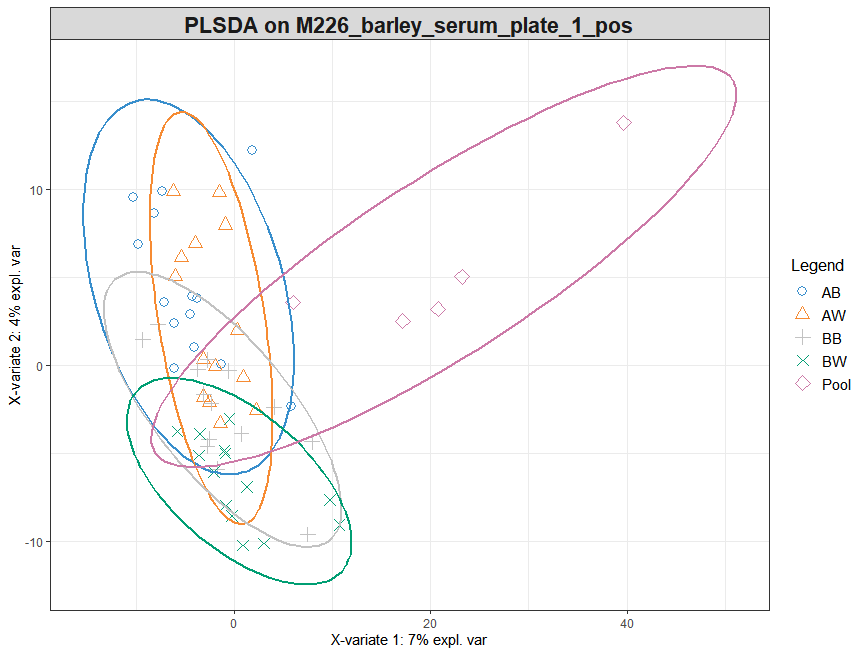 PLSDA on M226_barley_serum_plate_1_pos
X-variate 2: 4% expl. var
10
0
-10
0
20
40
X-variate 1: 7% expl. var
Legend
AB
AW
BB
BW
Pool